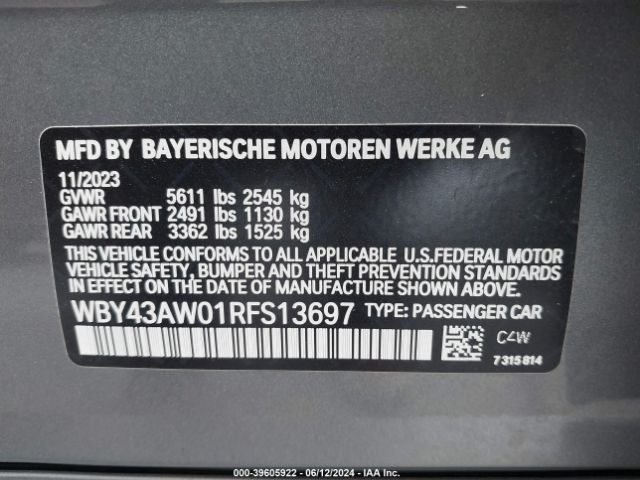 MFD BY BAYERISCHE MOTOREN WERKE AG
11/2023
GVWR 5611 lbs 2545 kg
GAWR FRONT 2491 lbs 1130 kg
GAWR REAR 3362 lbs 1525 kg
THIS VEHICLE CONFORMS TO ALL APPLICABLE U.S.FEDERAL MOTOR
VEHICLE SAFETY, BUMPER AND THEFT PREVENTION STANDARDS
IN EFFECT ON THE DATE OF MANUFACTURE SHOWN ABOVE.
WBY43AW01RFS13697 TYPE: PASSENGER CAR
C4W
7315814
000-39605922 - 06/12/2024 - IAA Inc.